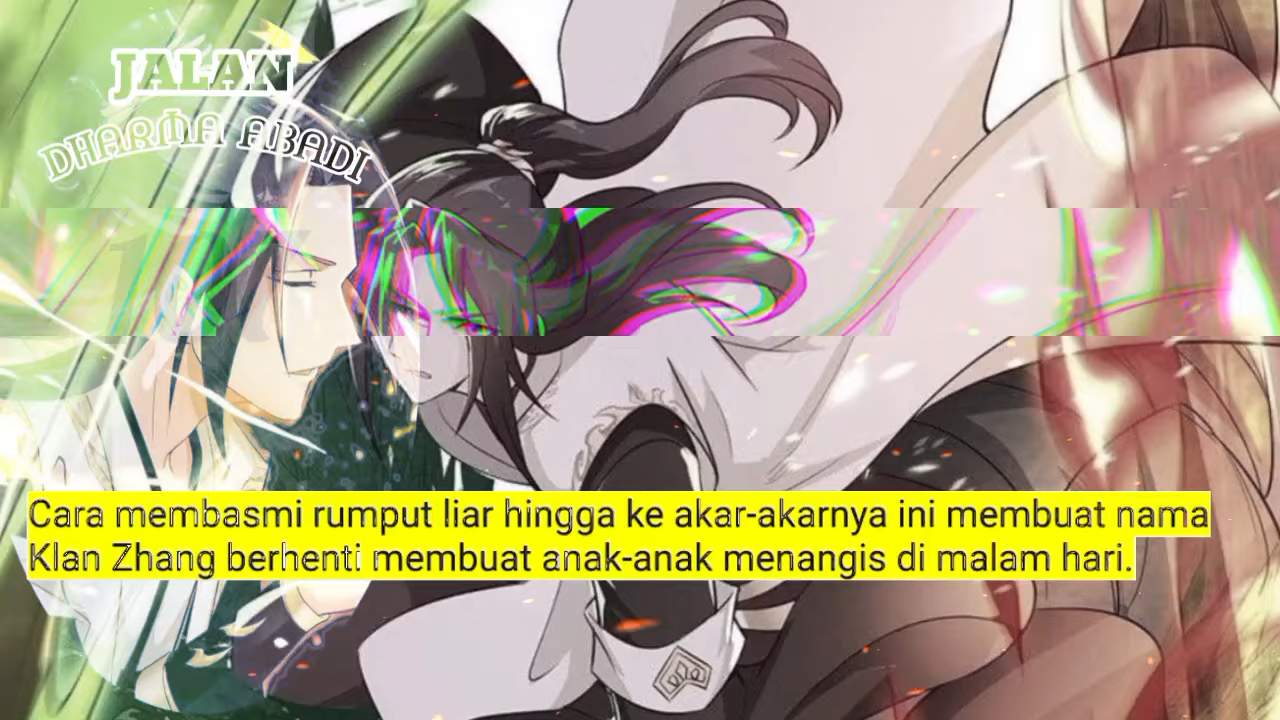 JALAN
DHARMA ABADI
Cara membasmi rumput liar hingga ke akar-akarnya ini membuat nama
Klan Zhang berhenti membuat anak-anak menangis di malam hari.